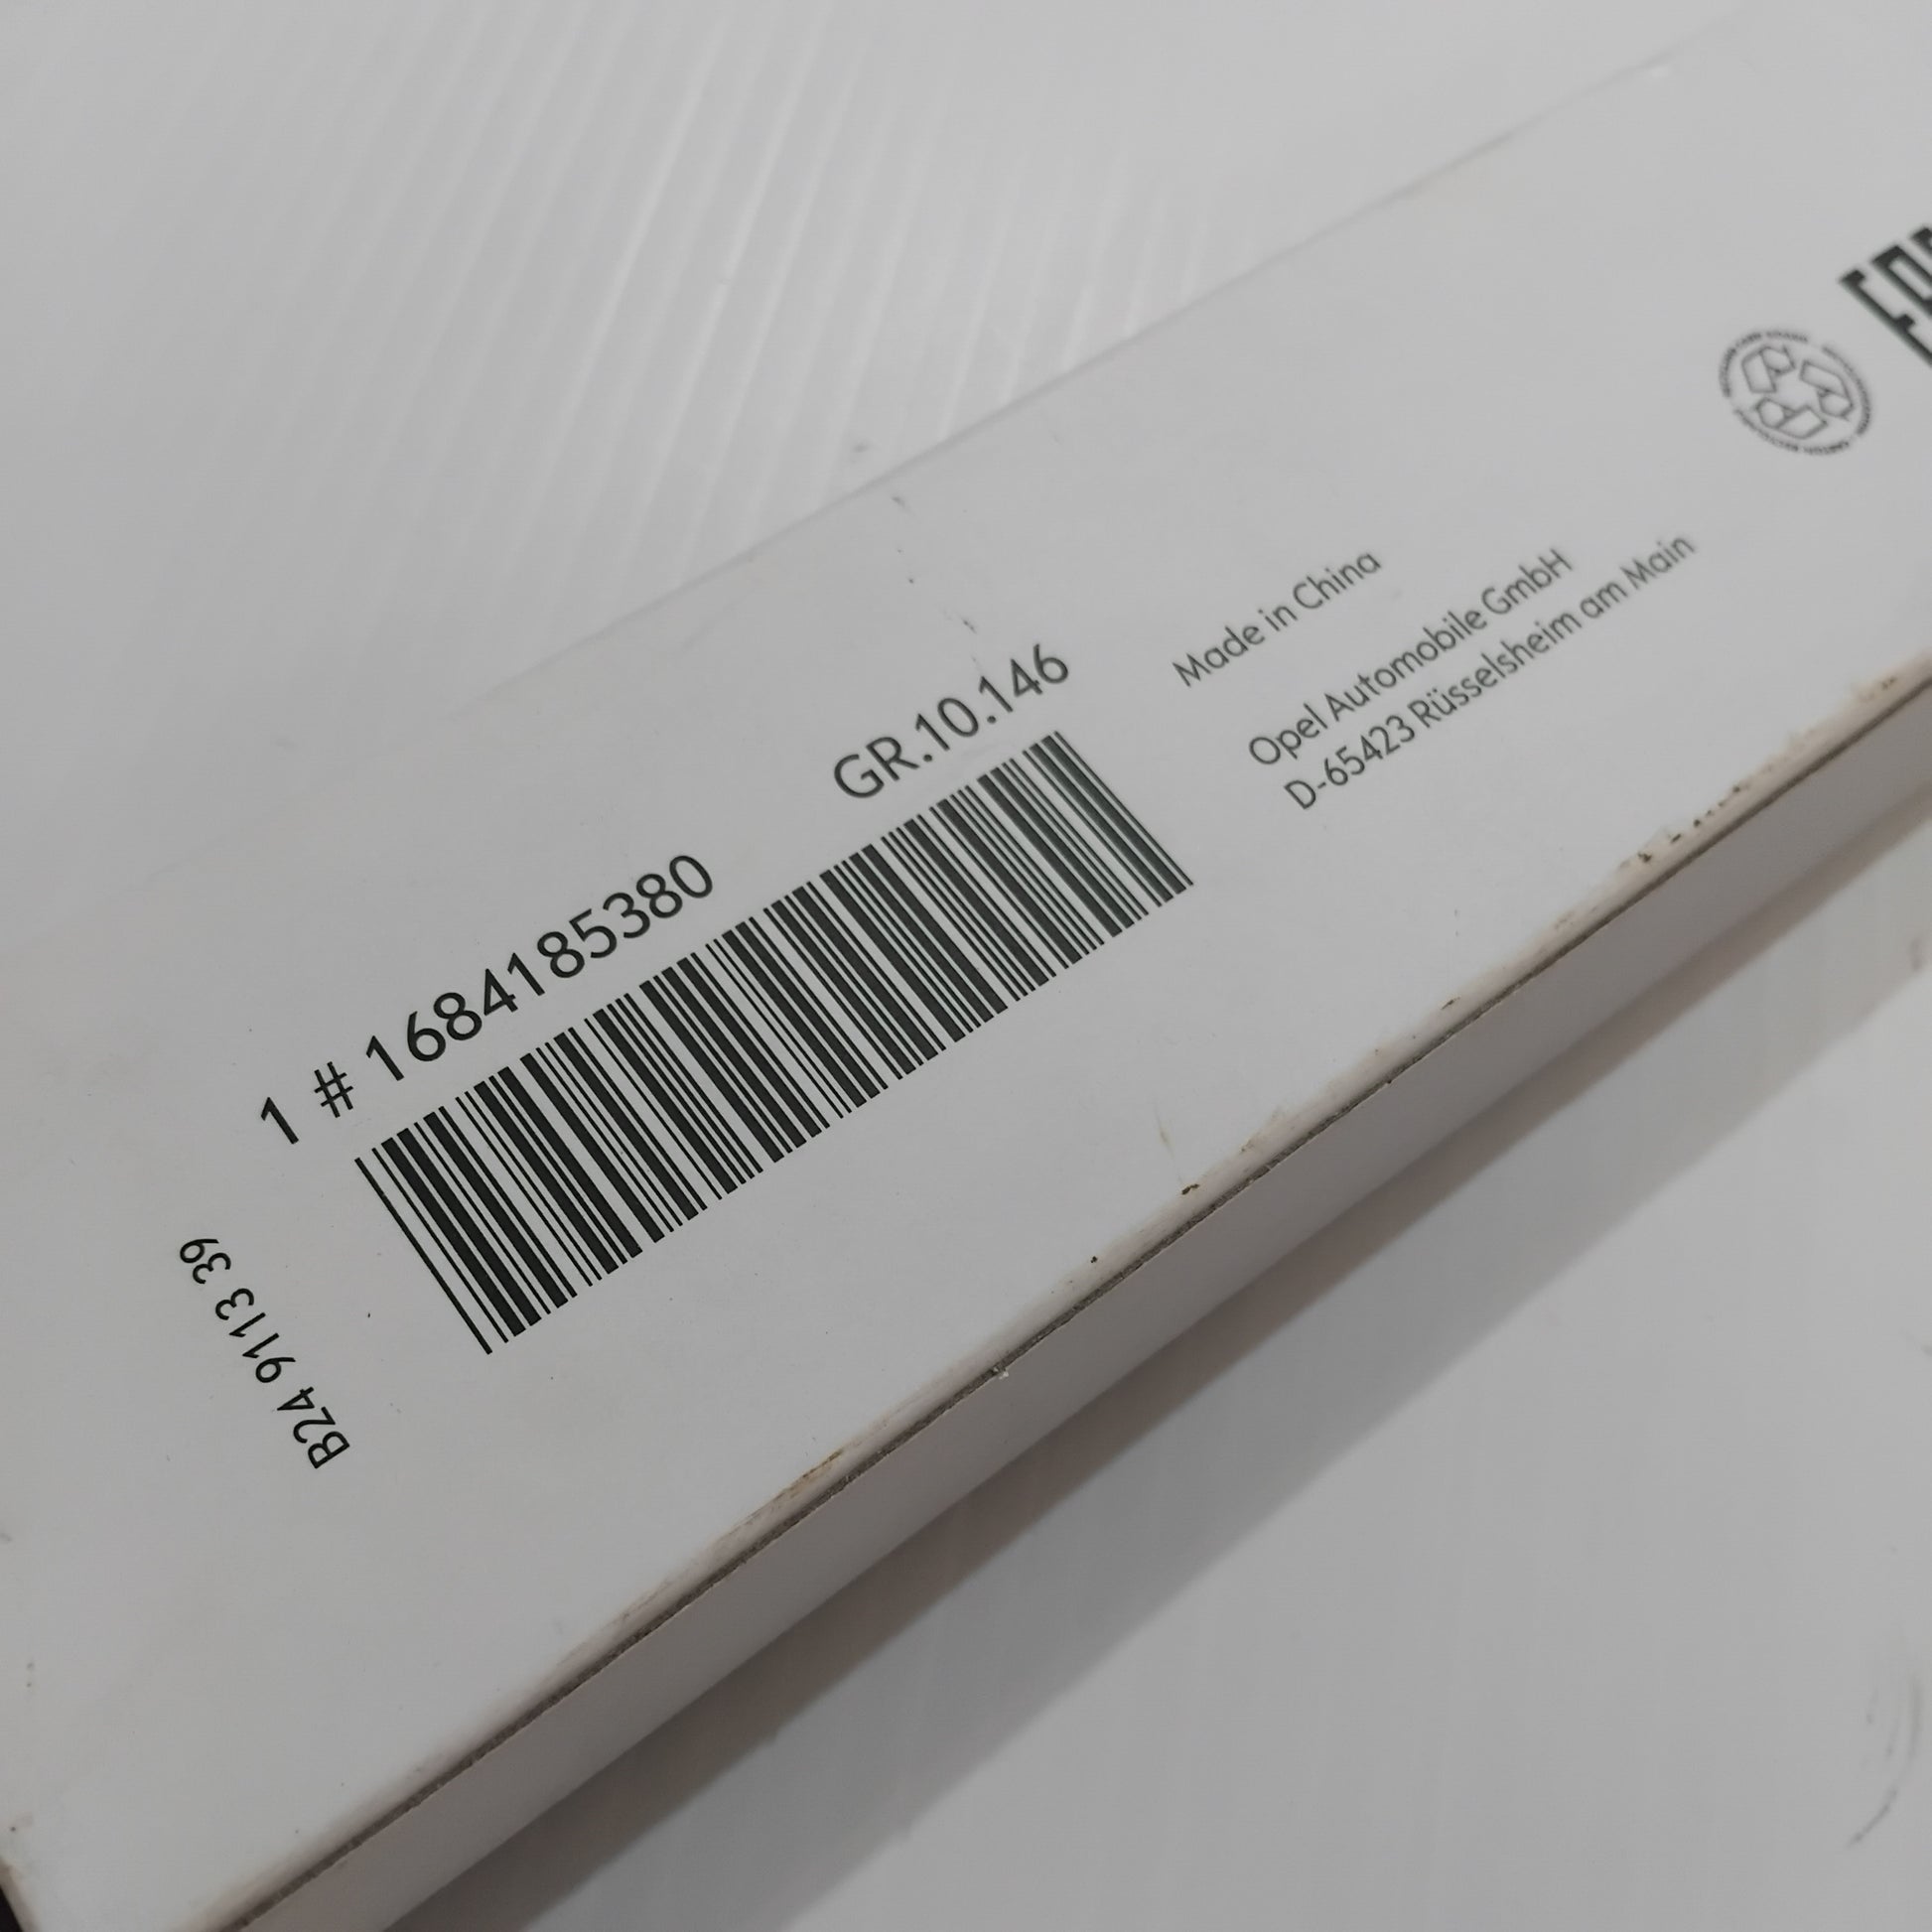 1 # 1684185380
GR.10.146
B24 9113 39
Made in China
Opel Automobile GmbH
D-65423 Rüsselsheim am Main